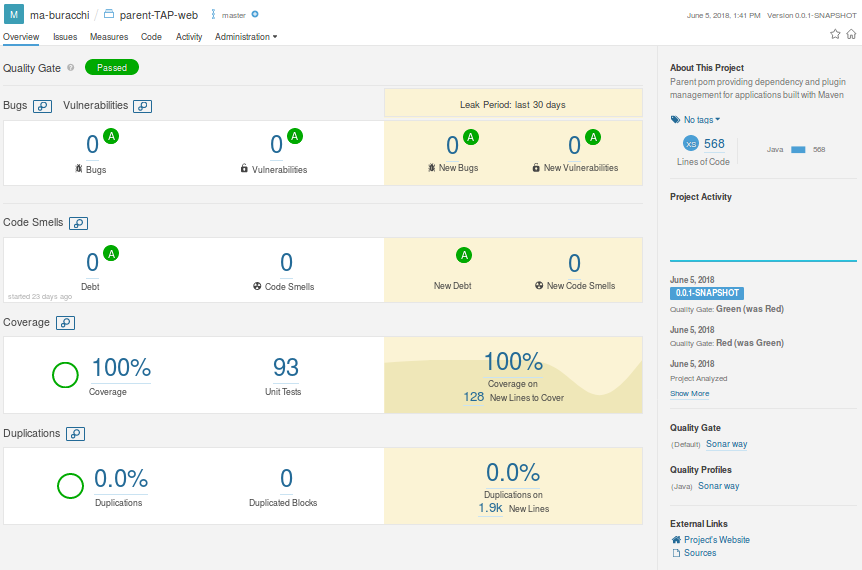 M ma-buracchi / parent-TAP-web master
June 5, 2018, 1:41 PM Version 0.0.1-SNAPSHOT
Overview Issues Measures Code Activity Administration
Quality Gate ? Passed
Bugs Vulnerabilities
Leak Period: last 30 days
0 A
Bugs
0 A
Vulnerabilities
0 A
New Bugs
0 A
New Vulnerabilities
Code Smells
0 A
Debt
started 23 days ago
0
Code Smells
A
New Debt
0
New Code Smells
Coverage
100%
Coverage
93
Unit Tests
100%
Coverage on
128 New Lines to Cover
Duplications
0.0%
Duplications
0
Duplicated Blocks
0.0%
Duplications on
1.9k New Lines
About This Project
Parent pom providing dependency and plugin
management for applications built with Maven
No tags
XS 568
Lines of Code
Java 568
Project Activity
June 5, 2018
0.0.1-SNAPSHOT
Quality Gate: Green (was Red)
June 5, 2018
Quality Gate: Red (was Green)
June 5, 2018
Project Analyzed
Show More
Quality Gate
(Default) Sonar way
Quality Profiles
(Java) Sonar way
External Links
Project's Website
Sources